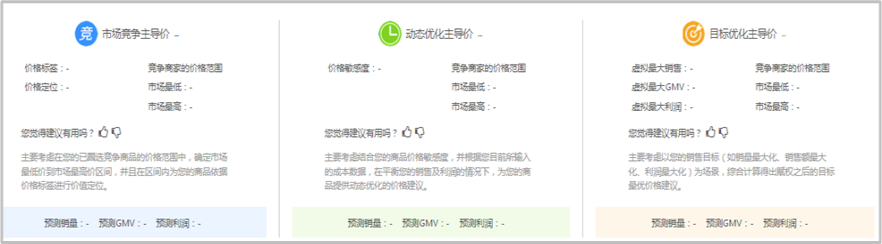 竞 市场竞争主导价 -
价格标签：- 竞争商家的价格范围
价格定位：- 市场最低：-
市场最高：-
您觉得建议有用吗？
主要考虑在您的已甄选竞争商品的价格范围中，确定市场
最低价到市场最高价区间，并且在区间内为您商品依据
价格标签进行价值定位。
预测销量：- 预测GMV：- 预测利润：-
动态优化主导价 -
价格敏感度：- 竞争商家的价格范围
市场最低：-
市场最高：-
您觉得建议有用吗？
主要考虑结合您的商品价格敏感度，并根据您目前所输入
的成本数据，在平衡您的销售及利润的情况下，为您的商
品提供动态优化的价格建议。
预测销量：- 预测GMV：- 预测利润：-
目标优化主导价 -
虚拟最大销售：- 竞争商家的价格范围
虚拟最大GMV：- 市场最低：-
虚拟最大利润：- 市场最高：-
您觉得建议有用吗？
主要考虑以您的销售目标（如销量最大化、销售额最大
化、利润最大化）为场景，综合计算得出赋权之后的目标
最优价格建议。
预测销量：- 预测GMV：- 预测利润：-